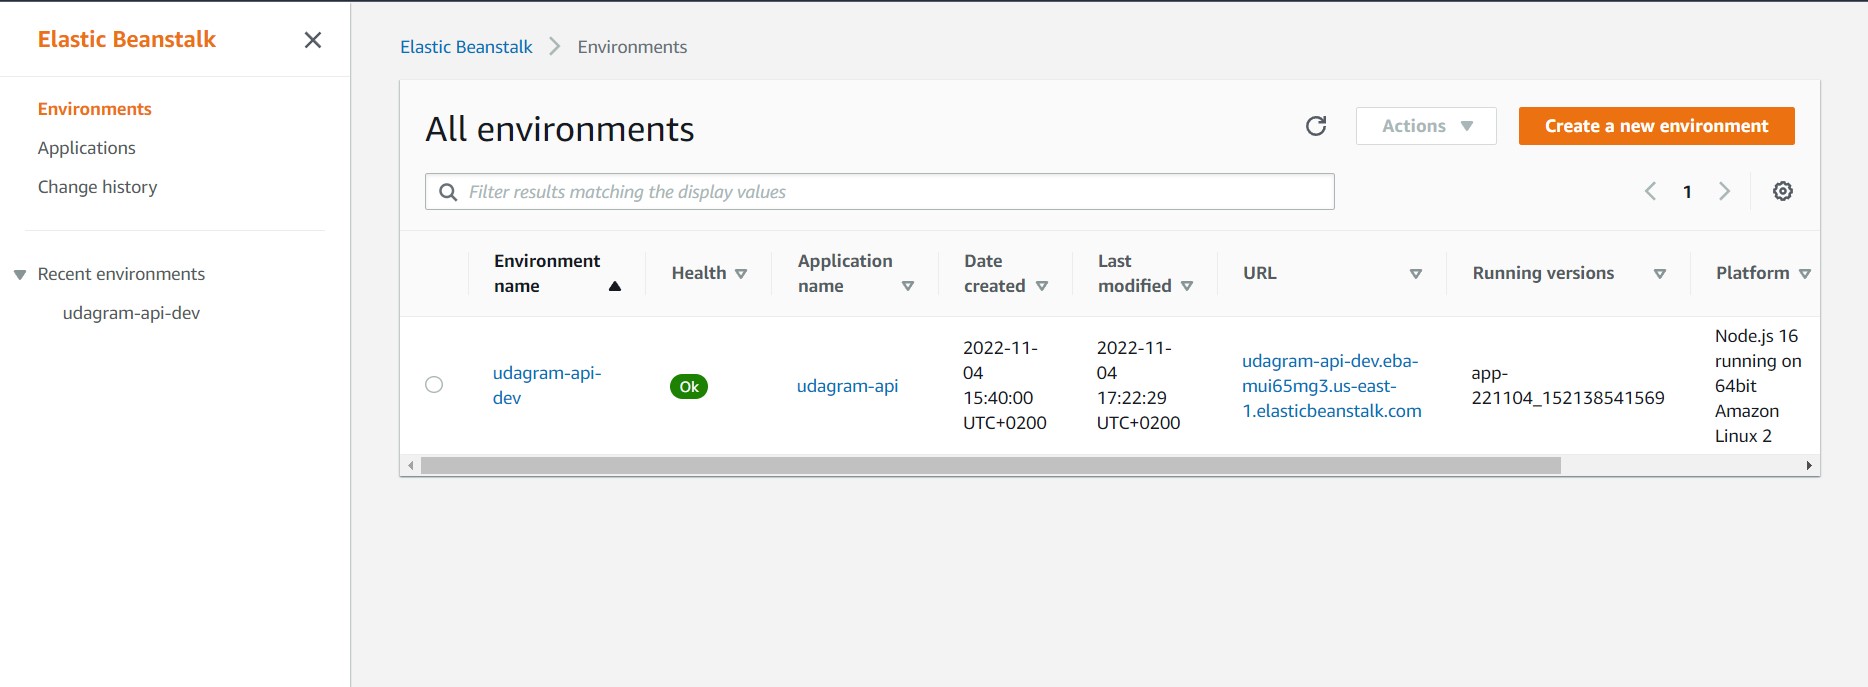 Elastic Beanstalk
Environments
Applications
Change history
Recent environments
udagram-api-dev
Elastic Beanstalk
Environments
All environments
Actions
Create a new environment
Filter results matching the display values
1
Environment
name
Health
Application
name
Date
created
Last
modified
URL
Running versions
Platform
udagram-api-
dev
Ok
udagram-api
2022-11-
04
15:40:00
UTC+0200
2022-11-
04
17:22:29
UTC+0200
udagram-api-dev.eba-
mui65mg3.us-east-
1.elasticbeanstalk.com
app-
221104_152138541569
Node.js 16
running on
64bit
Amazon
Linux 2